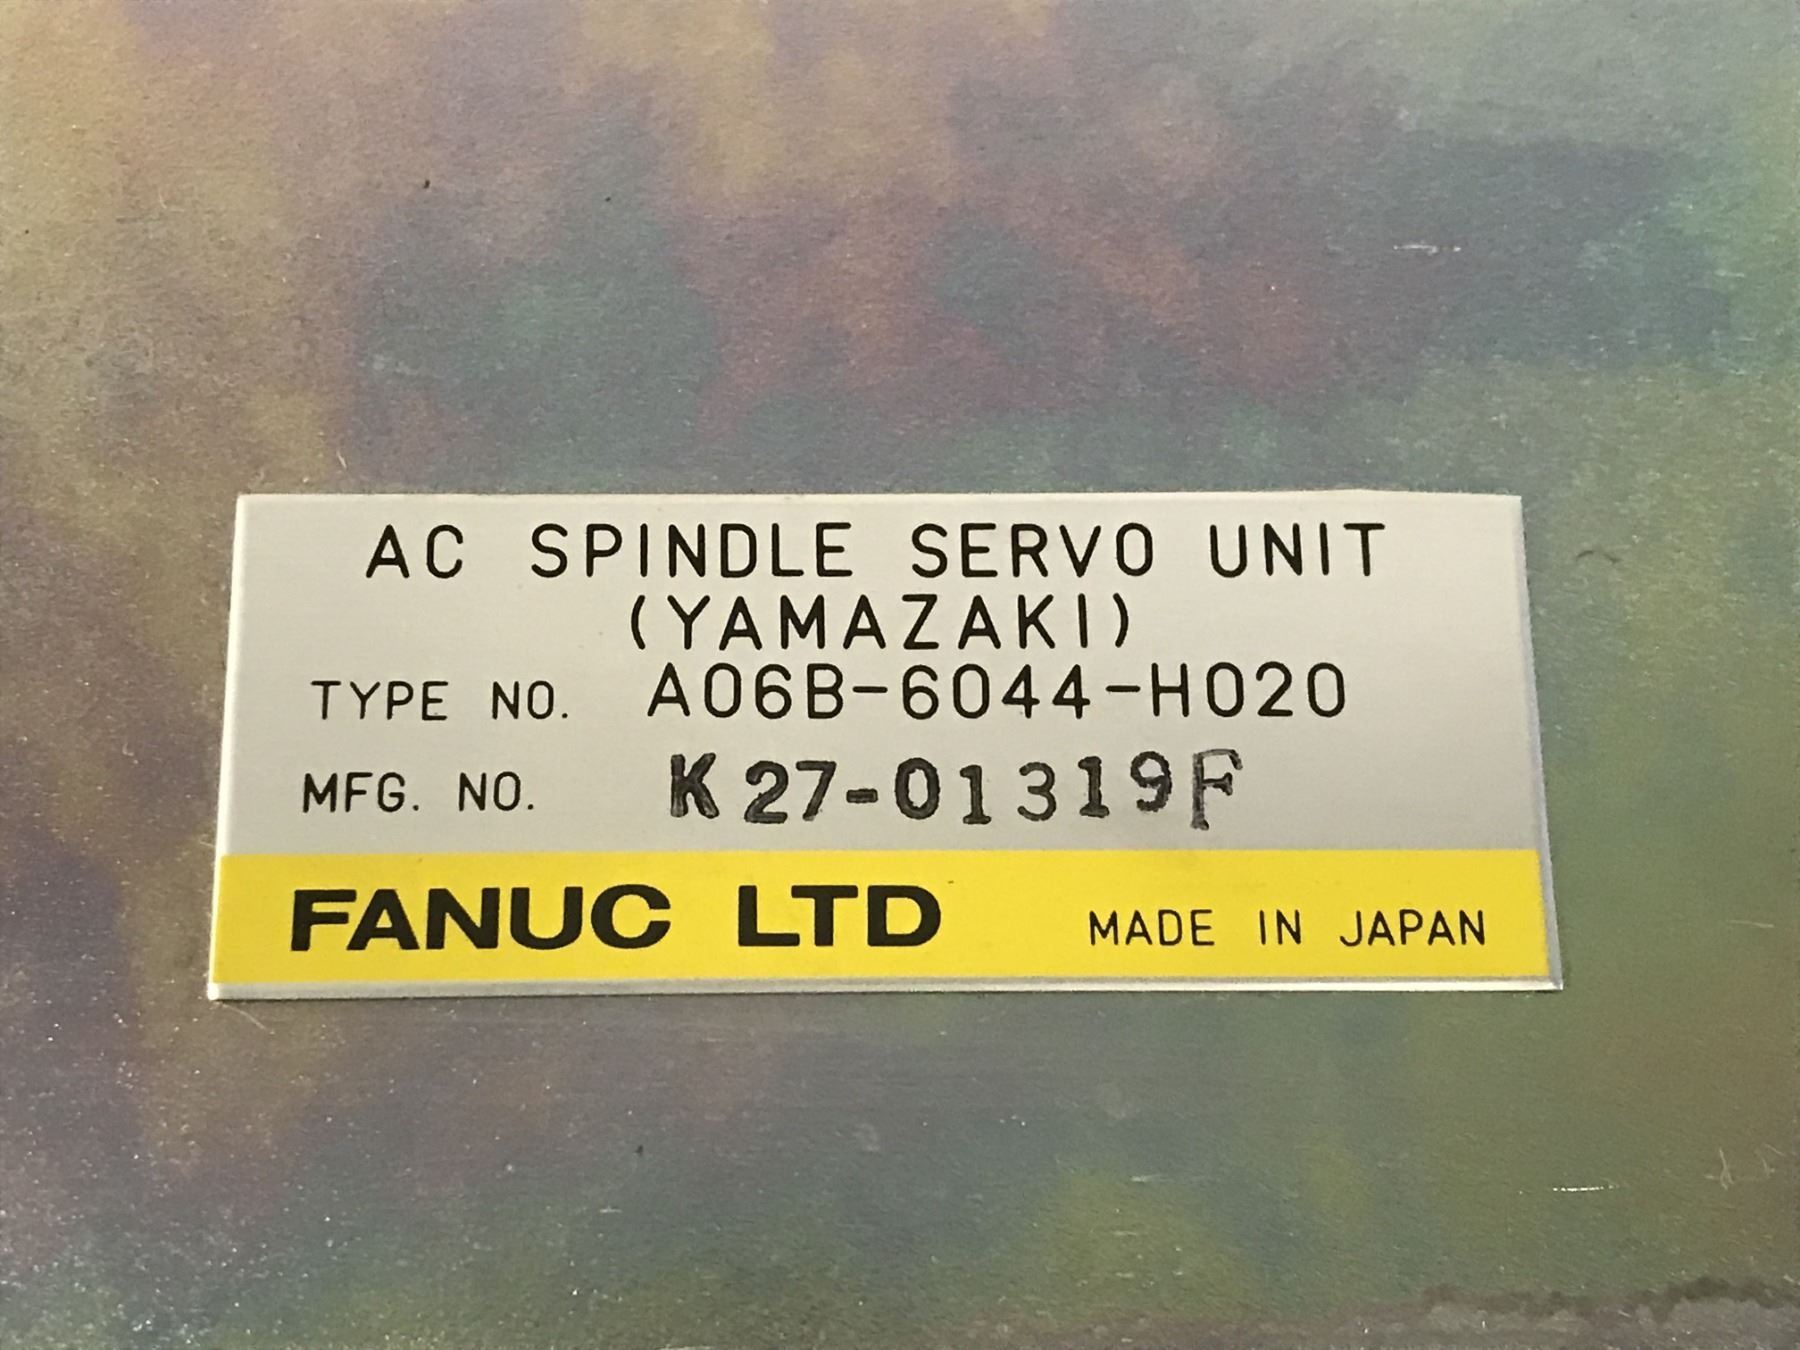 AC SPINDLE SERVO UNIT
(YAMAZAKI)
TYPE NO. A06B-6044-H020
MFG. NO. K27-01319F
FANUC LTD MADE IN JAPAN